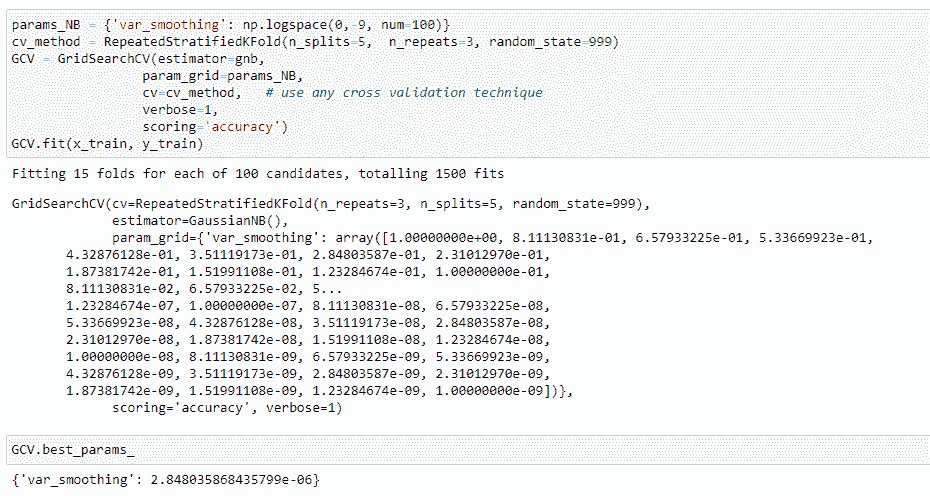 params_NB = {'var_smoothing': np.logspace(0,-9, num=100)}
cv_method = RepeatedStratifiedKFold(n_splits=5,  n_repeats=3, random_state=999)
GCV = GridSearchCV(estimator=gnb,
                 param_grid=params_NB,
                 cv=cv_method,   # use any cross validation technique
                 verbose=1,
                 scoring='accuracy')
GCV.fit(x_train, y_train)
Fitting 15 folds for each of 100 candidates, totalling 1500 fits
GridSearchCV(cv=RepeatedStratifiedKFold(n_repeats=3, n_splits=5, random_state=999),
             estimator=GaussianNB(),
             param_grid={'var_smoothing': array([1.00000000e+00, 8.11130831e-01, 6.57933225e-01, 5.33669923e-01,
       4.32876128e-01, 3.51119173e-01, 2.84803587e-01, 2.31012970e-01,
       1.87381742e-01, 1.51991108e-01, 1.23284674e-01, 1.00000000e-01,
       8.11130831e-02, 6.57933225e-02, 5...
       1.23284674e-07, 1.00000000e-07, 8.11130831e-08, 6.57933225e-08,
       5.33669923e-08, 4.32876128e-08, 3.51119173e-08, 2.84803587e-08,
       2.31012970e-08, 1.87381742e-08, 1.51991108e-08, 1.23284674e-08,
       1.00000000e-08, 8.11130831e-09, 6.57933225e-09, 5.33669923e-09,
       4.32876128e-09, 3.51119173e-09, 2.84803587e-09, 2.31012970e-09,
       1.87381742e-09, 1.51991108e-09, 1.23284674e-09, 1.00000000e-09])},
             scoring='accuracy', verbose=1)
GCV.best_params_
{'var_smoothing': 2.848035868435799e-06}